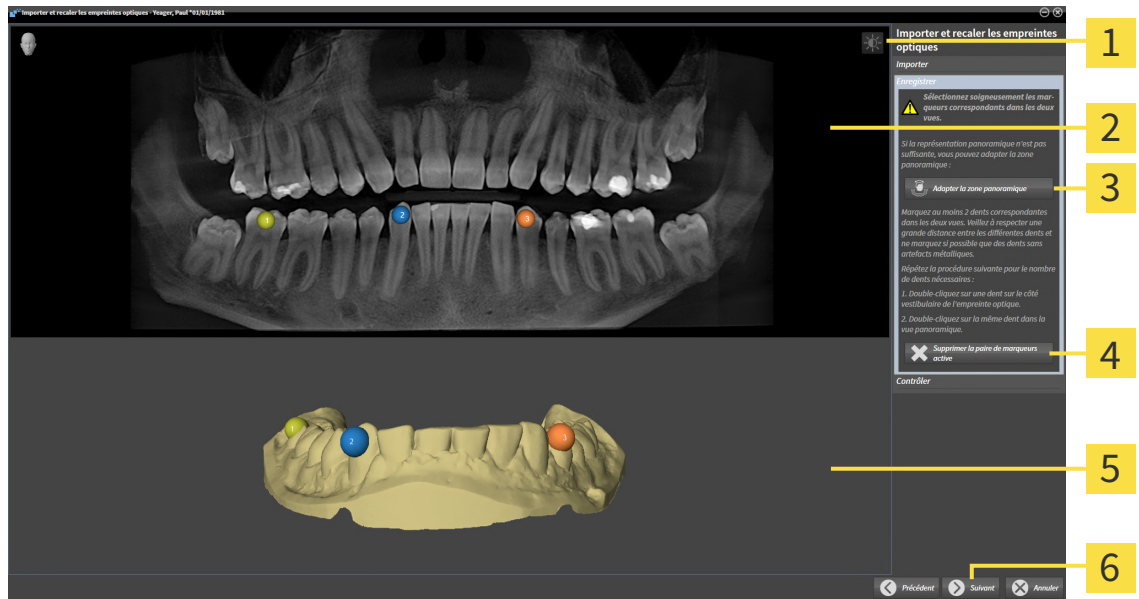 Importer et recaler les empreintes optiques - Yeager, Paul *01/01/1981
Importer et recaler les empreintes
optiques
Importer
Enregistrer
Sélectionnez soigneusement les mar-
queurs correspondants dans les deux
vues.
Si la représentation panoramique n'est pas
suffisante, vous pouvez adapter la zone
panoramique :
Adapter la zone panoramique
Marquez au moins 2 dents correspondantes
dans les deux vues. Veillez à respecter une
grande distance entre les différentes dents et
ne marquez si possible que des dents sans
artefacts métalliques.
Répétez la procédure suivante pour le nombre
de dents nécessaires :
1. Double-cliquez sur une dent sur le côté
vestibulaire de l'empreinte optique.
2. Double-cliquez sur la même dent dans la
vue panoramique.
Supprimer la paire de marqueurs
active
Contrôler
1
2
3
1
2
3
Précédent
Suivant
Annuler
1
2
3
4
5
6